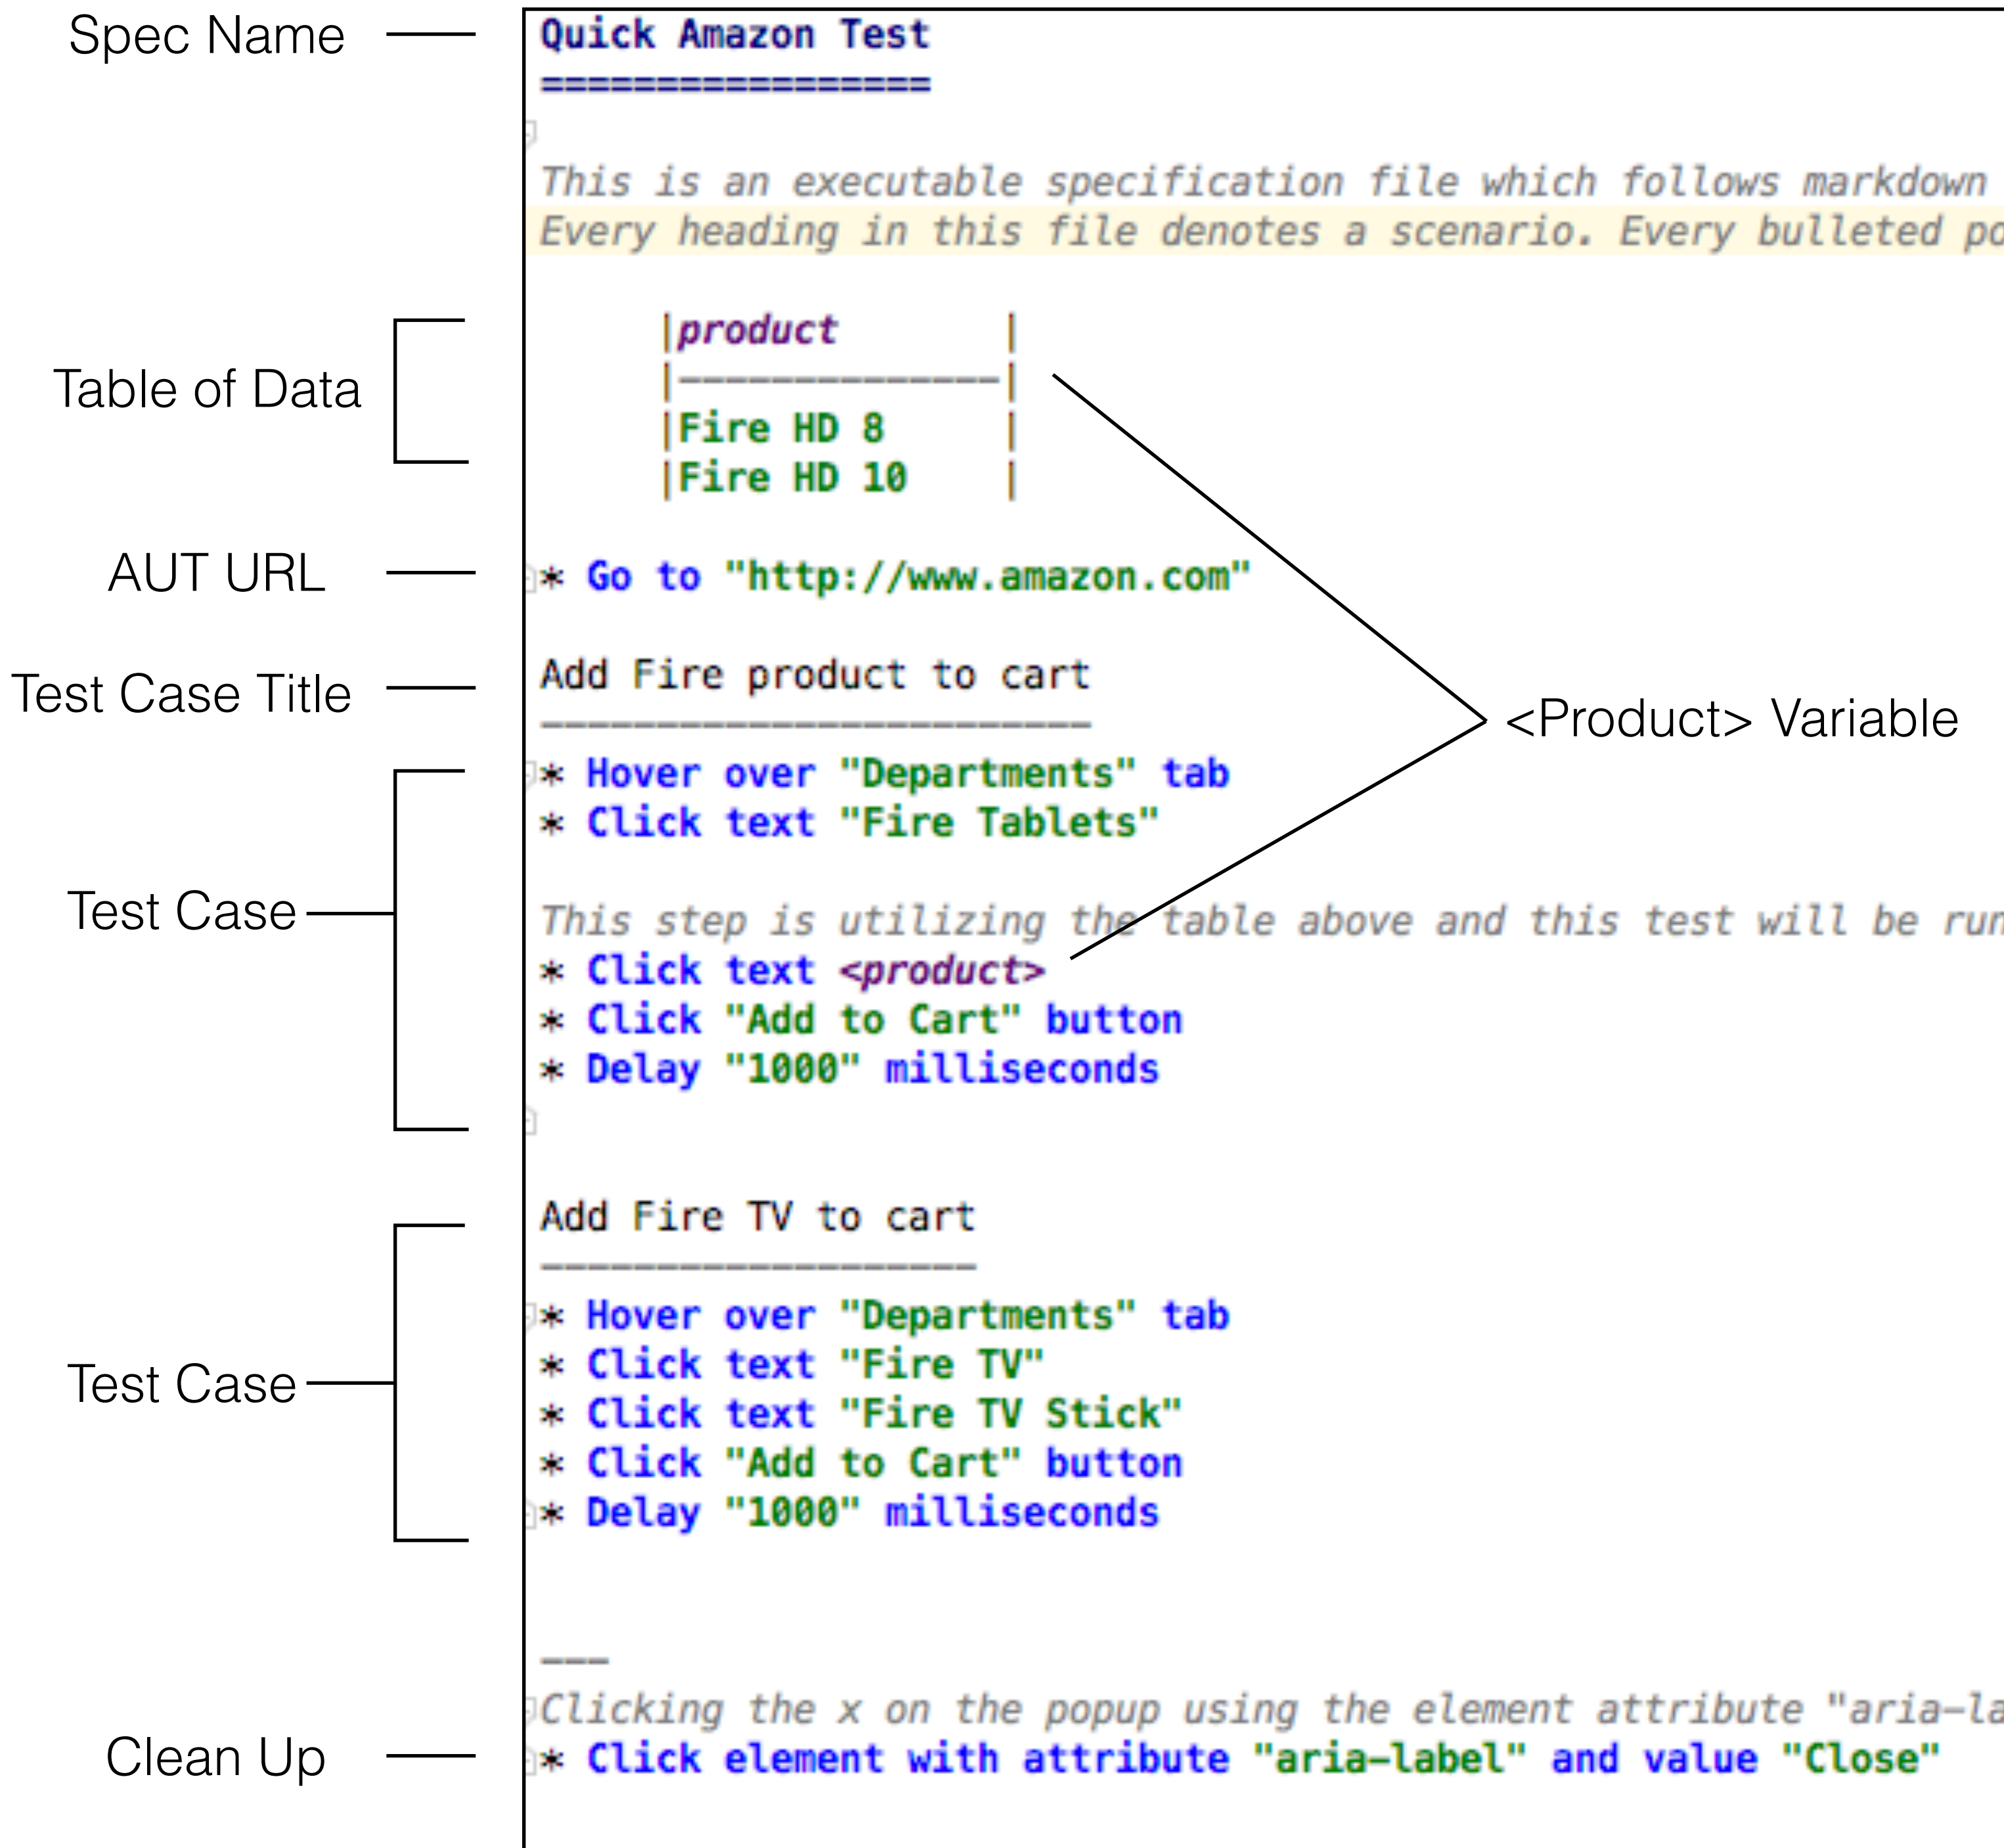 Spec Name
Quick Amazon Test
=================
This is an executable specification file which follows markdown
Every heading in this file denotes a scenario. Every bulleted
Table of Data
|product |
|--------------|
|Fire HD 8 |
|Fire HD 10 |
AUT URL
* Go to "http://www.amazon.com"
Test Case Title
Add Fire product to cart
------------------------
<Product> Variable
Test Case
* Hover over "Departments" tab
* Click text "Fire Tablets"
This step is utilizing the table above and this test will be run
* Click text <product>
* Click "Add to Cart" button
* Delay "1000" milliseconds
Test Case
Add Fire TV to cart
-------------------
* Hover over "Departments" tab
* Click text "Fire TV"
* Click text "Fire TV Stick"
* Click "Add to Cart" button
* Delay "1000" milliseconds
___
Clicking the x on the popup using the element attribute "aria-la
Clean Up
* Click element with attribute "aria-label" and value "Close"